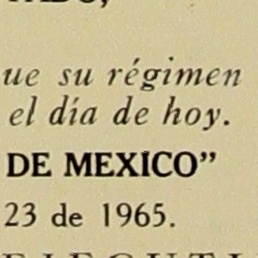 ue su régimen
el día de hoy.
DE MEXICO”
23 de 1965.